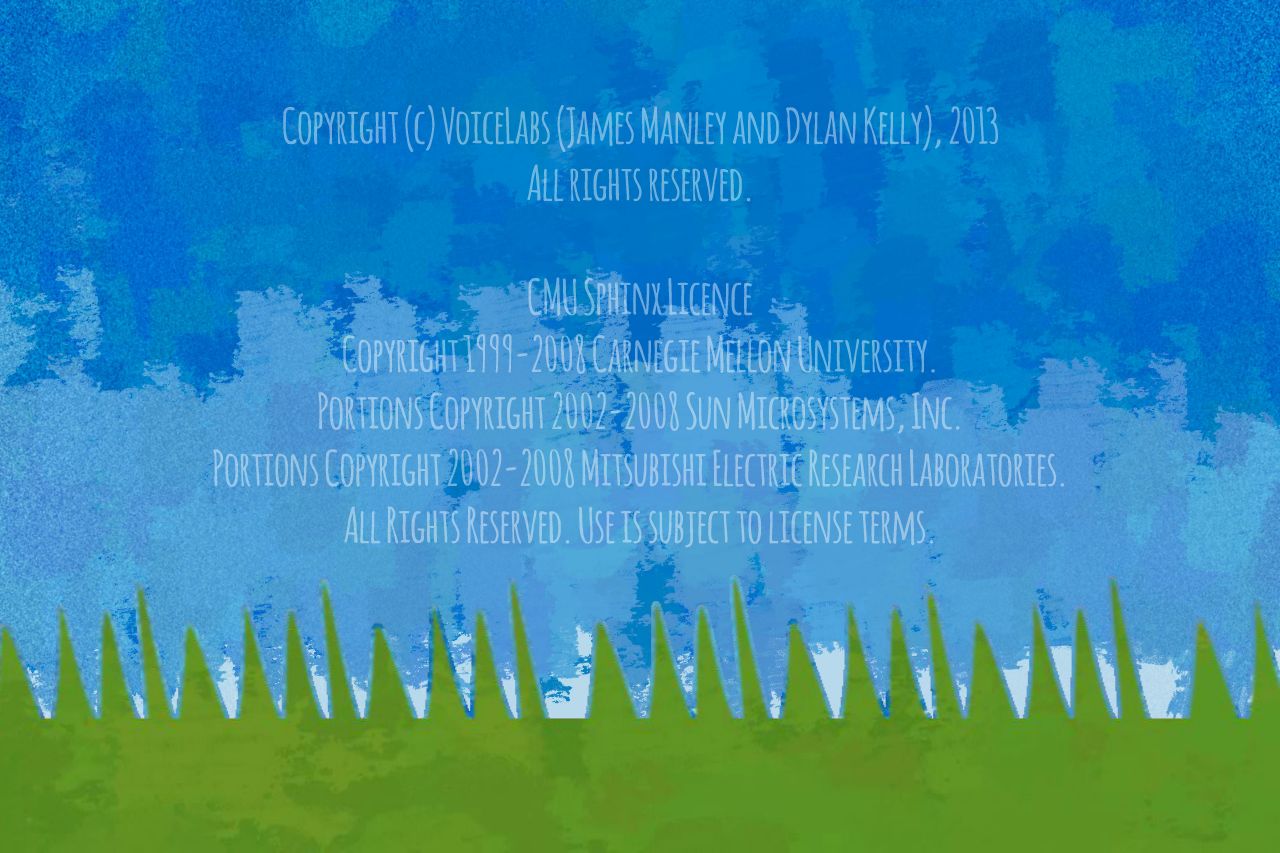 Copyright (c) VoiceLabs (James Manley and Dylan Kelly), 2013
All rights reserved.
CMU Sphinx Licence
Copyright 1999-2008 Carnegie Mellon University.
Portions Copyright 2002-2008 Sun Microsystems, Inc.
Portions Copyright 2002-2008 Mitsubishi Electric Research Laboratories.
All Rights Reserved. Use is subject to license terms.